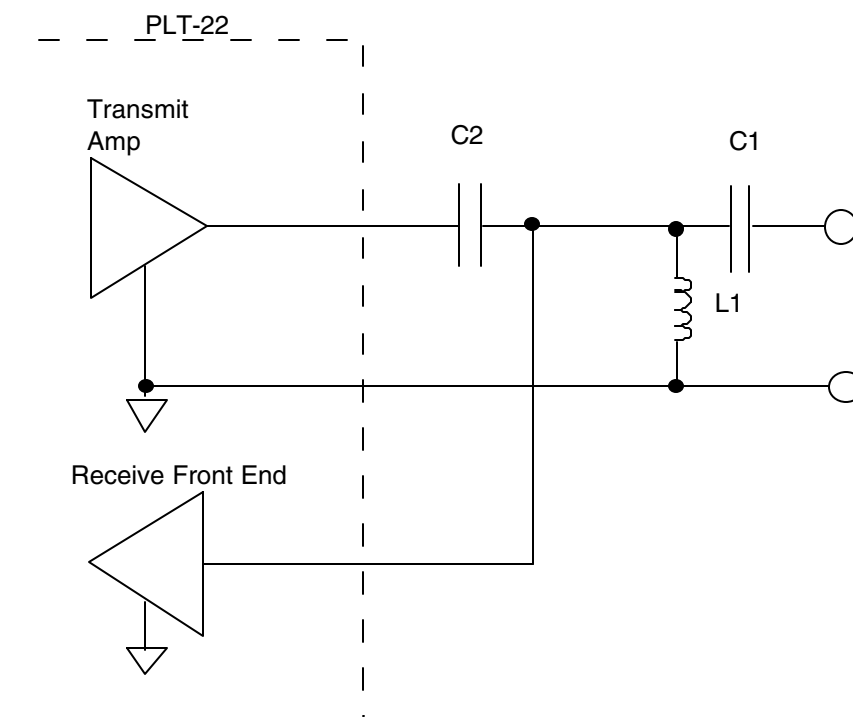 PLT-22
Transmit
Amp
C2
C1
L1
Receive Front End